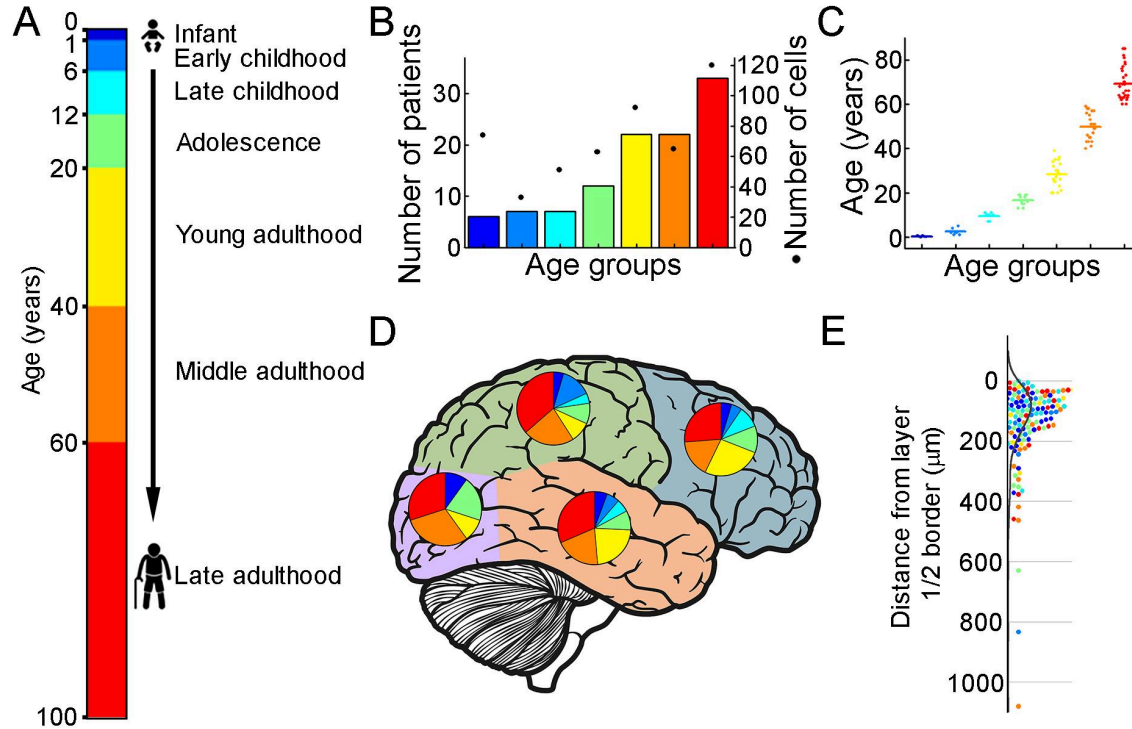 A
0
1
6
12
20
40
60
100
Age (years)
Infant
Early childhood
Late childhood
Adolescence
Young adulthood
Middle adulthood
Late adulthood
B
Number of patients
30
20
10
0
120
100
80
60
40
20
0
Number of cells
Age groups
C
Age (years)
80
60
40
20
0
Age groups
D
E
Distance from layer
1/2 border (μm)
0
200
400
600
800
1000